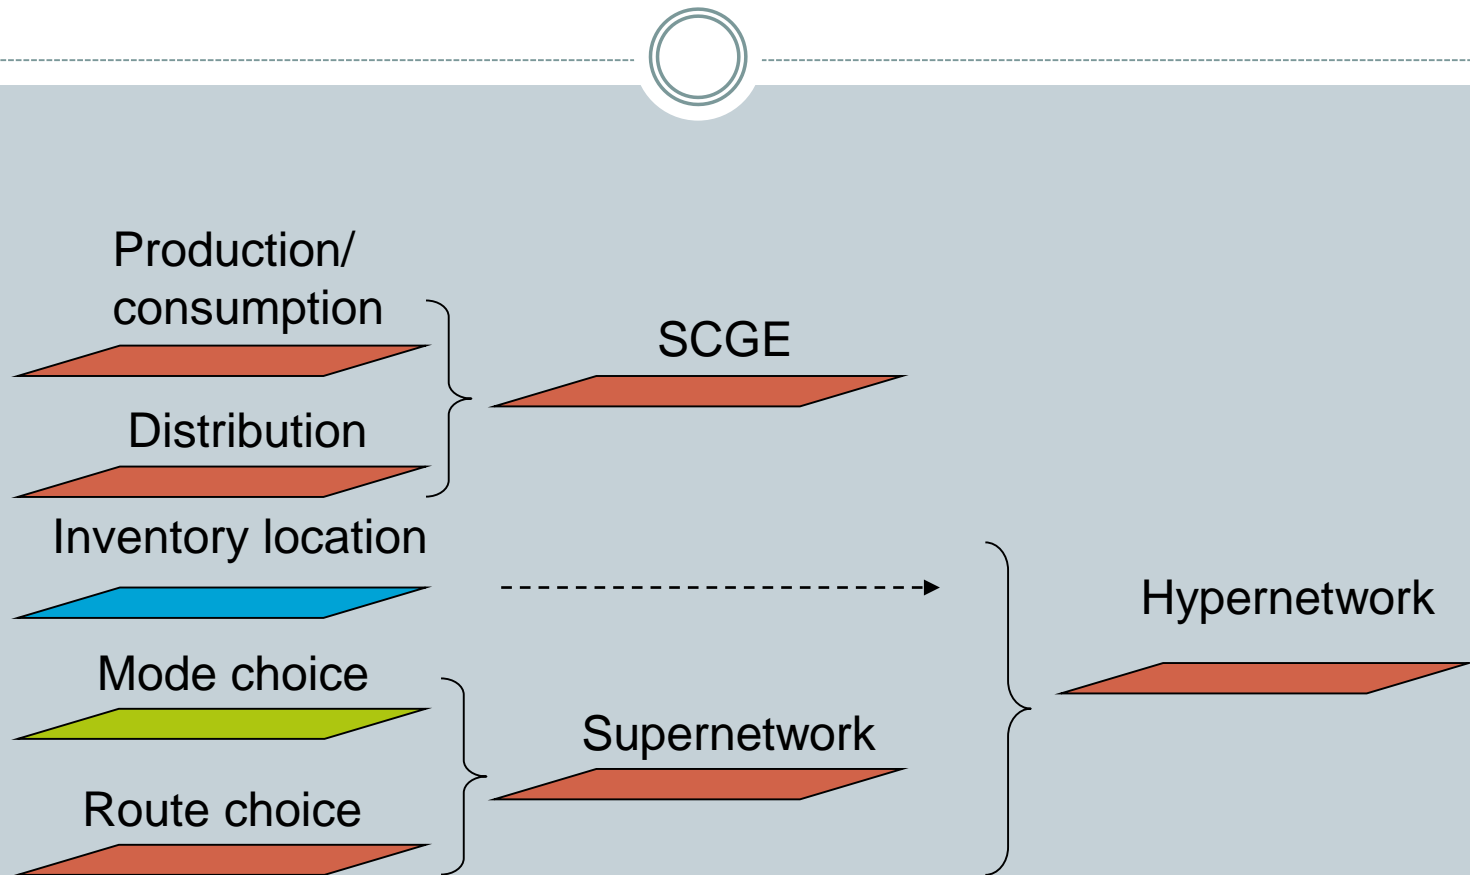 Production/
consumption
SCGE
Distribution
Inventory location
Hypernetwork
Mode choice
Supernetwork
Route choice